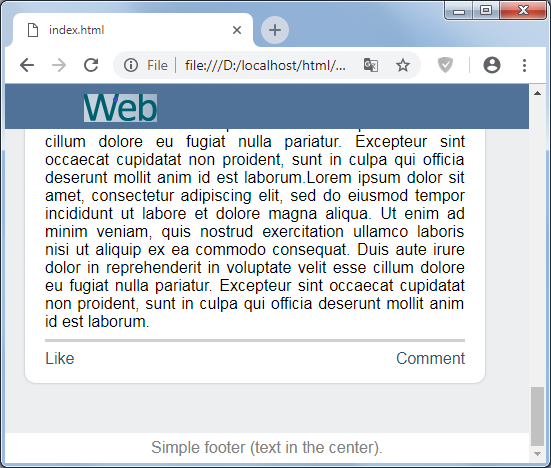 index.html
File
file:///D:/localhost/html/...
Web
cillum dolore eu fugiat nulla pariatur. Excepteur sint
occaecat cupidatat non proident, sunt in culpa qui officia
deserunt mollit anim id est laborum.Lorem ipsum dolor sit
amet, consectetur adipiscing elit, sed do eiusmod tempor
incididunt ut labore et dolore magna aliqua. Ut enim ad
minim veniam, quis nostrud exercitation ullamco laboris
nisi ut aliquip ex ea commodo consequat. Duis aute irure
dolor in reprehenderit in voluptate velit esse cillum dolore
eu fugiat nulla pariatur. Excepteur sint occaecat cupidatat
non proident, sunt in culpa qui officia deserunt mollit anim
id est laborum.
Like
Comment
Simple footer (text in the center).